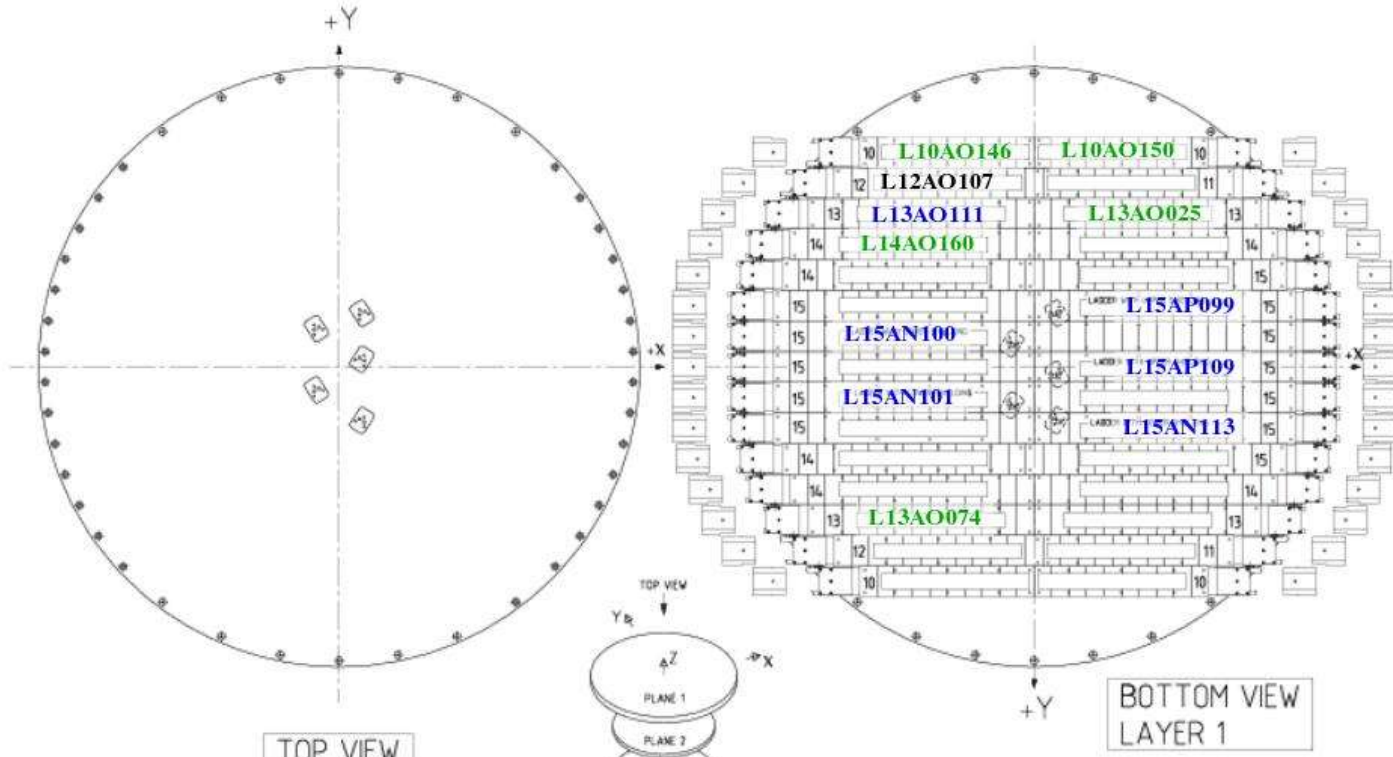 +Y
+X
TOP VIEW
10 L10AO146 L10AO150 10
12 L12AO107 11
13 L13AO111 L13AO025 13
14 L14AO160 14
14 15
15 L15AP099 15
15 L15AN100 15
15 L15AP109 15
+X
15 L15AN101 15
15 L15AN113 15
14 15
14 14
13 L13AO074 13
12 11
10 10
+Y
BOTTOM VIEW
LAYER 1
TOP VIEW
Y
Z
X
PLANE 1
PLANE 2